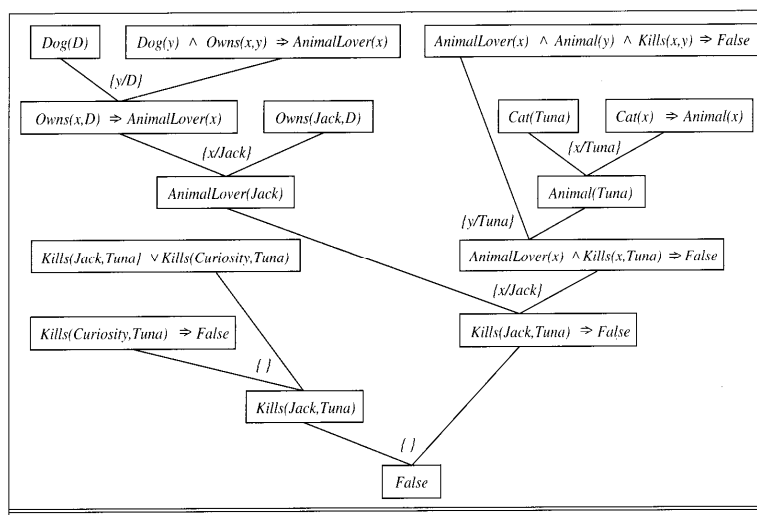 Dog(D)
Dog(y) ∧ Owns(x,y) ⇒ AnimalLover(x)
AnimalLover(x) ∧ Animal(y) ∧ Kills(x,y) ⇒ False
{y/D}
Owns(x,D) ⇒ AnimalLover(x)
Owns(Jack,D)
Cat(Tuna)
Cat(x) ⇒ Animal(x)
{x/Jack}
{x/Tuna}
AnimalLover(Jack)
Animal(Tuna)
{y/Tuna}
Kills(Jack,Tuna) ∨ Kills(Curiosity,Tuna)
AnimalLover(x) ∧ Kills(x,Tuna) ⇒ False
{x/Jack}
Kills(Curiosity,Tuna) ⇒ False
Kills(Jack,Tuna) ⇒ False
{ }
Kills(Jack,Tuna)
{ }
False